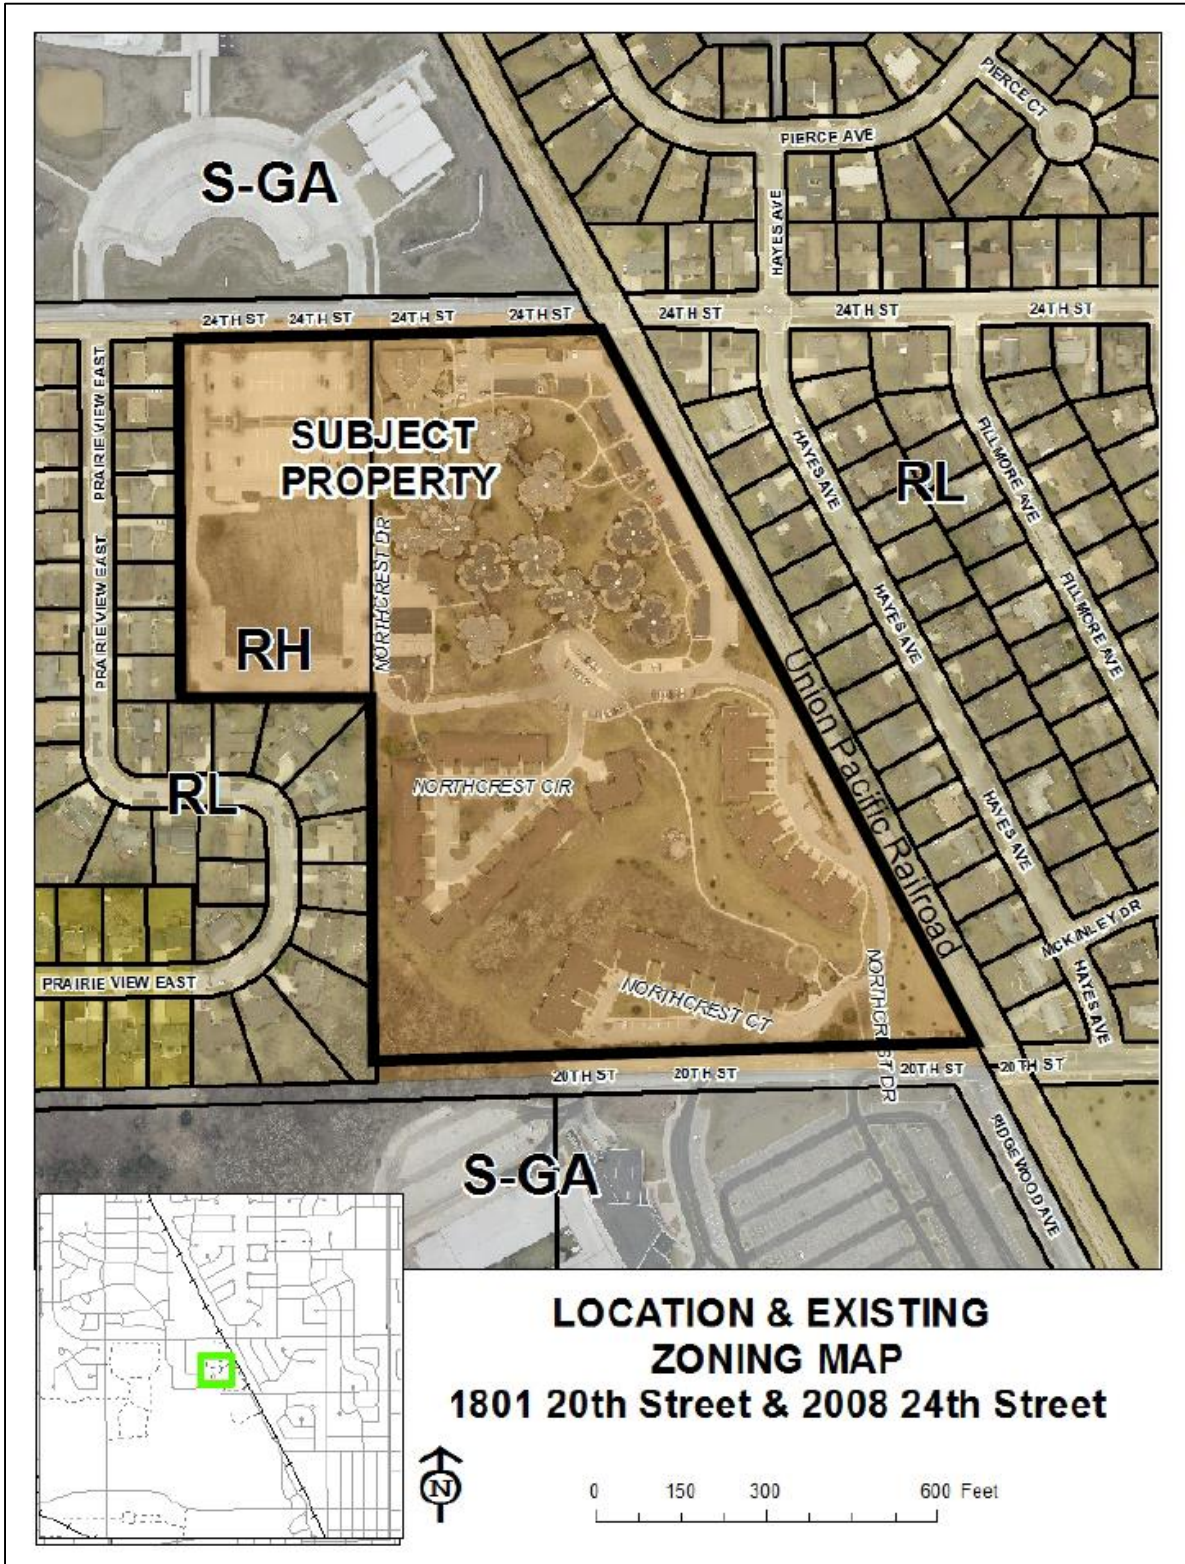 PIERCE CT
PIERCE AVE
S-GA
HAYES AVE
24TH ST
24TH ST
24TH ST
24TH ST
24TH ST
24TH ST
24TH ST
PRAIRIE VIEW EAST
SUBJECT
PROPERTY
HAYES AVE
FILLMORE AVE
RL
NORTHCREST DR
PRAIRIE VIEW EAST
RH
HAYES AVE
FILLMORE AVE
Union Pacific Railroad
RL
NORTHCREST CIR
HAYES AVE
MCKINLEY DR
PRAIRIE VIEW EAST
NORTHCREST CT
NORTHCREST DR
HAYES AVE
20TH ST
20TH ST
20TH ST
20TH ST
RIDGEWOOD AVE
S-GA
LOCATION & EXISTING
ZONING MAP
1801 20th Street & 2008 24th Street
N
0 150 300 600 Feet